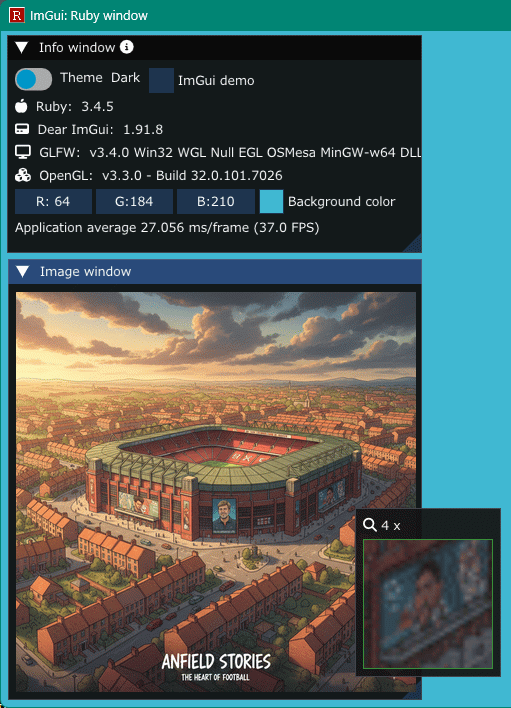 R ImGui: Ruby window
Info window
Theme Dark ImGui demo
Ruby: 3.4.5
Dear ImGui: 1.91.8
GLFW: v3.4.0 Win32 WGL Null EGL OSMesa MinGW-w64 DLL
OpenGL: v3.3.0 - Build 32.0.101.7026
R: 64 G:184 B:210 Background color
Application average 27.056 ms/frame (37.0 FPS)
Image window
4 x
ANFIELD STORIES
THE HEART OF FOOTBALL